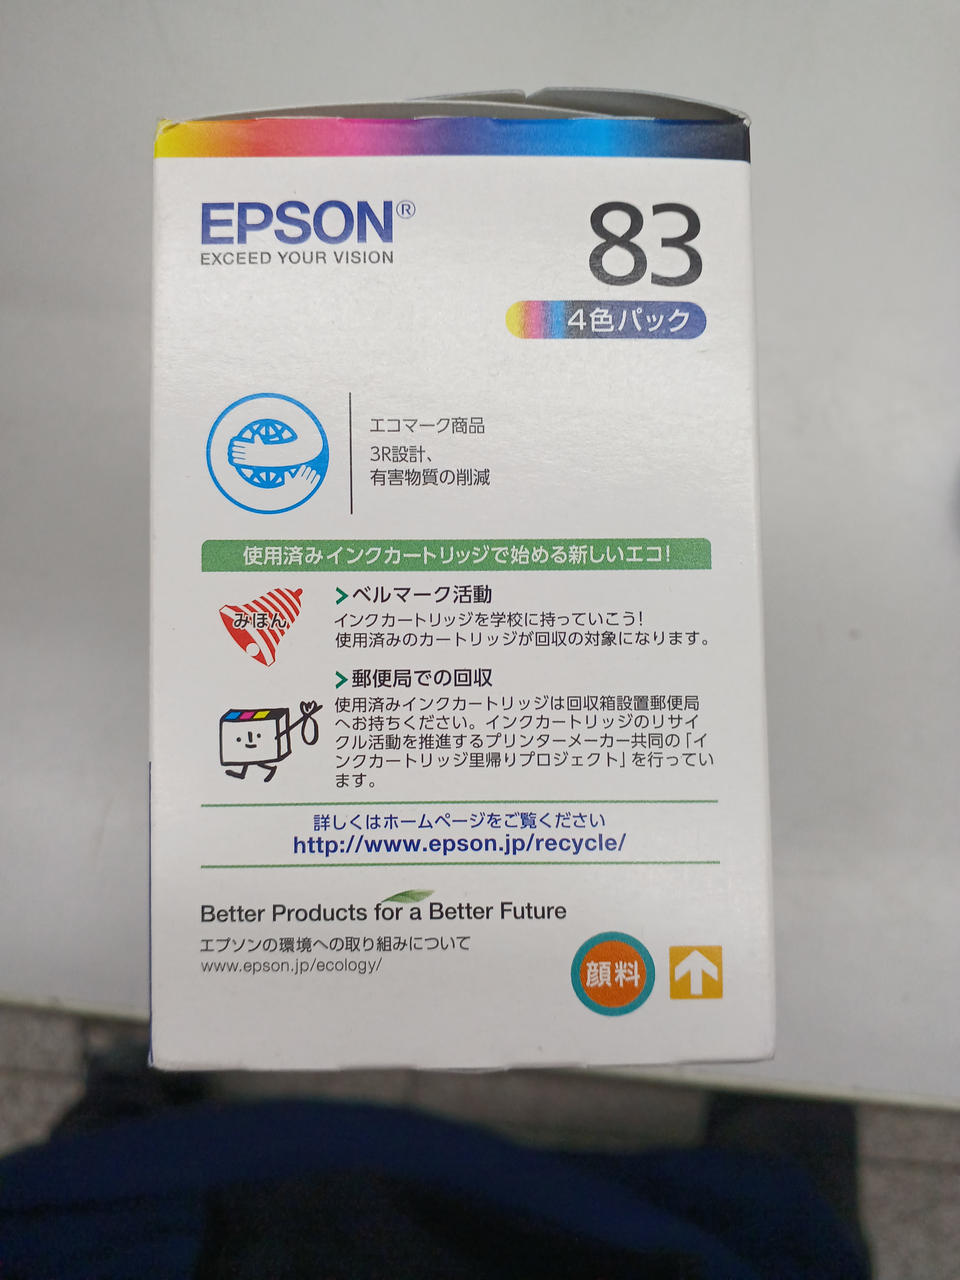 EPSON®
EXCEED YOUR VISION
83
4色パック
エコマーク商品
3R設計、
有害物質の削減
使用済みインクカートリッジで始める新しいエコ!
みほん
ベルマーク活動
インクカートリッジを学校に持っていこう!
使用済みのカートリッジが回収の対象になります。
郵便局での回収
使用済みインクカートリッジは回収箱設置郵便局
へお持ちください。インクカートリッジのリサイ
クル活動を推進するプリンターメーカー共同の「イ
ンクカートリッジ里帰りプロジェクト」を行ってい
ます。
詳しくはホームページをご覧ください
http://www.epson.jp/recycle/
Better Products for a Better Future
エプソンの環境への取り組みについて
www.epson.jp/ecology/
顔料